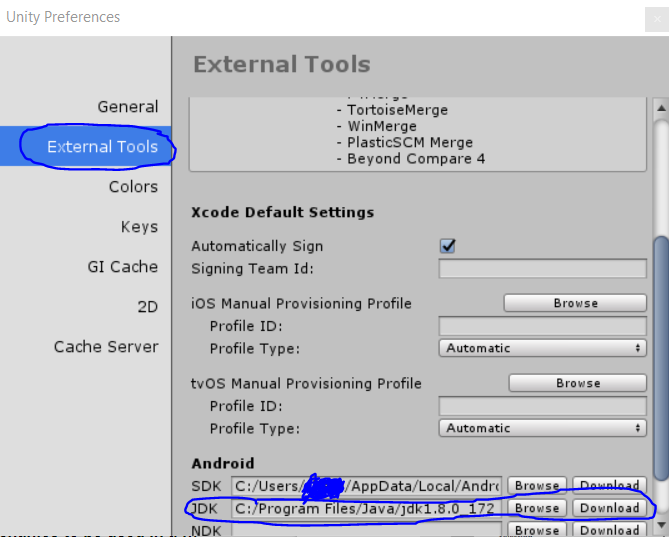 Unity Preferences
External Tools
General
External Tools
Colors
Keys
GI Cache
2D
Cache Server
- TortoiseMerge
- WinMerge
- PlasticSCM Merge
- Beyond Compare 4
Xcode Default Settings
Automatically Sign
Signing Team Id:
iOS Manual Provisioning Profile Browse
Profile ID:
Profile Type: Automatic
tvOS Manual Provisioning Profile Browse
Profile ID:
Profile Type: Automatic
Android
SDK C:/Users/ /AppData/Local/Andro Browse Download
JDK C:/Program Files/Java/jdk1.8.0_172 Browse Download
NDK Browse Download